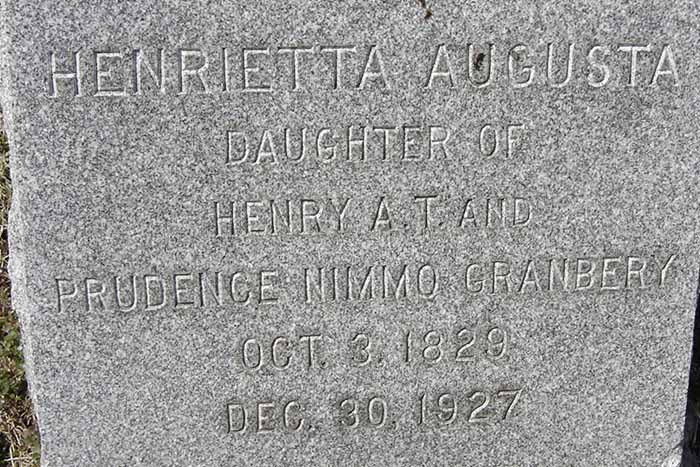 HENRIETTA AUGUSTA
DAUGHTER OF
HENRY A.T. AND
PRUDENCE NIMMO GRANBERY
OCT. 3. 1829
DEC. 30. 1927